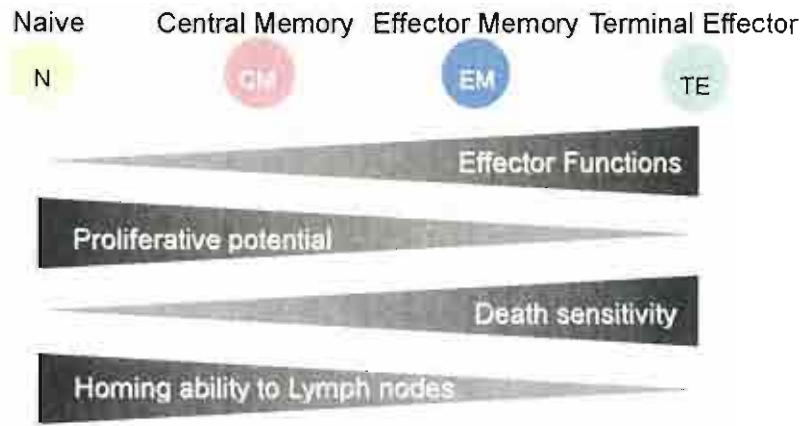 Naive Central Memory Effector Memory Terminal Effector
N CM EM TE
Effector Functions
Proliferative potential
Death sensitivity
Homing ability to Lymph nodes